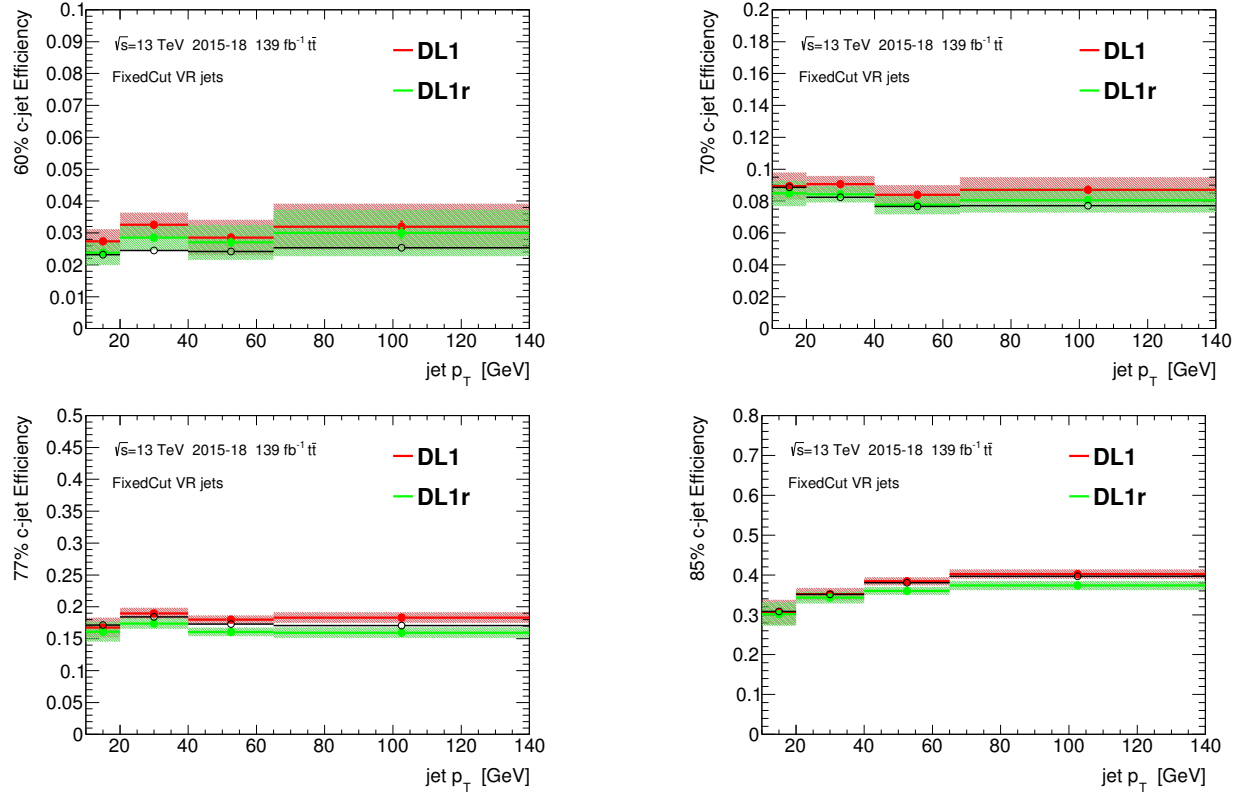 60% c-jet Efficiency
0.1
0.09
0.08
0.07
0.06
0.05
0.04
0.03
0.02
0.01
0
√s=13 TeV 2015-18 139 fb⁻¹ tt̄
FixedCut VR jets
DL1
DL1r
20 40 60 80 100 120 140
jet p_T [GeV]
70% c-jet Efficiency
0.2
0.18
0.16
0.14
0.12
0.1
0.08
0.06
0.04
0.02
0
√s=13 TeV 2015-18 139 fb⁻¹ tt̄
FixedCut VR jets
DL1
DL1r
20 40 60 80 100 120 140
jet p_T [GeV]
77% c-jet Efficiency
0.5
0.45
0.4
0.35
0.3
0.25
0.2
0.15
0.1
0.05
0
√s=13 TeV 2015-18 139 fb⁻¹ tt̄
FixedCut VR jets
DL1
DL1r
20 40 60 80 100 120 140
jet p_T [GeV]
85% c-jet Efficiency
0.8
0.7
0.6
0.5
0.4
0.3
0.2
0.1
0
√s=13 TeV 2015-18 139 fb⁻¹ tt̄
FixedCut VR jets
DL1
DL1r
20 40 60 80 100 120 140
jet p_T [GeV]